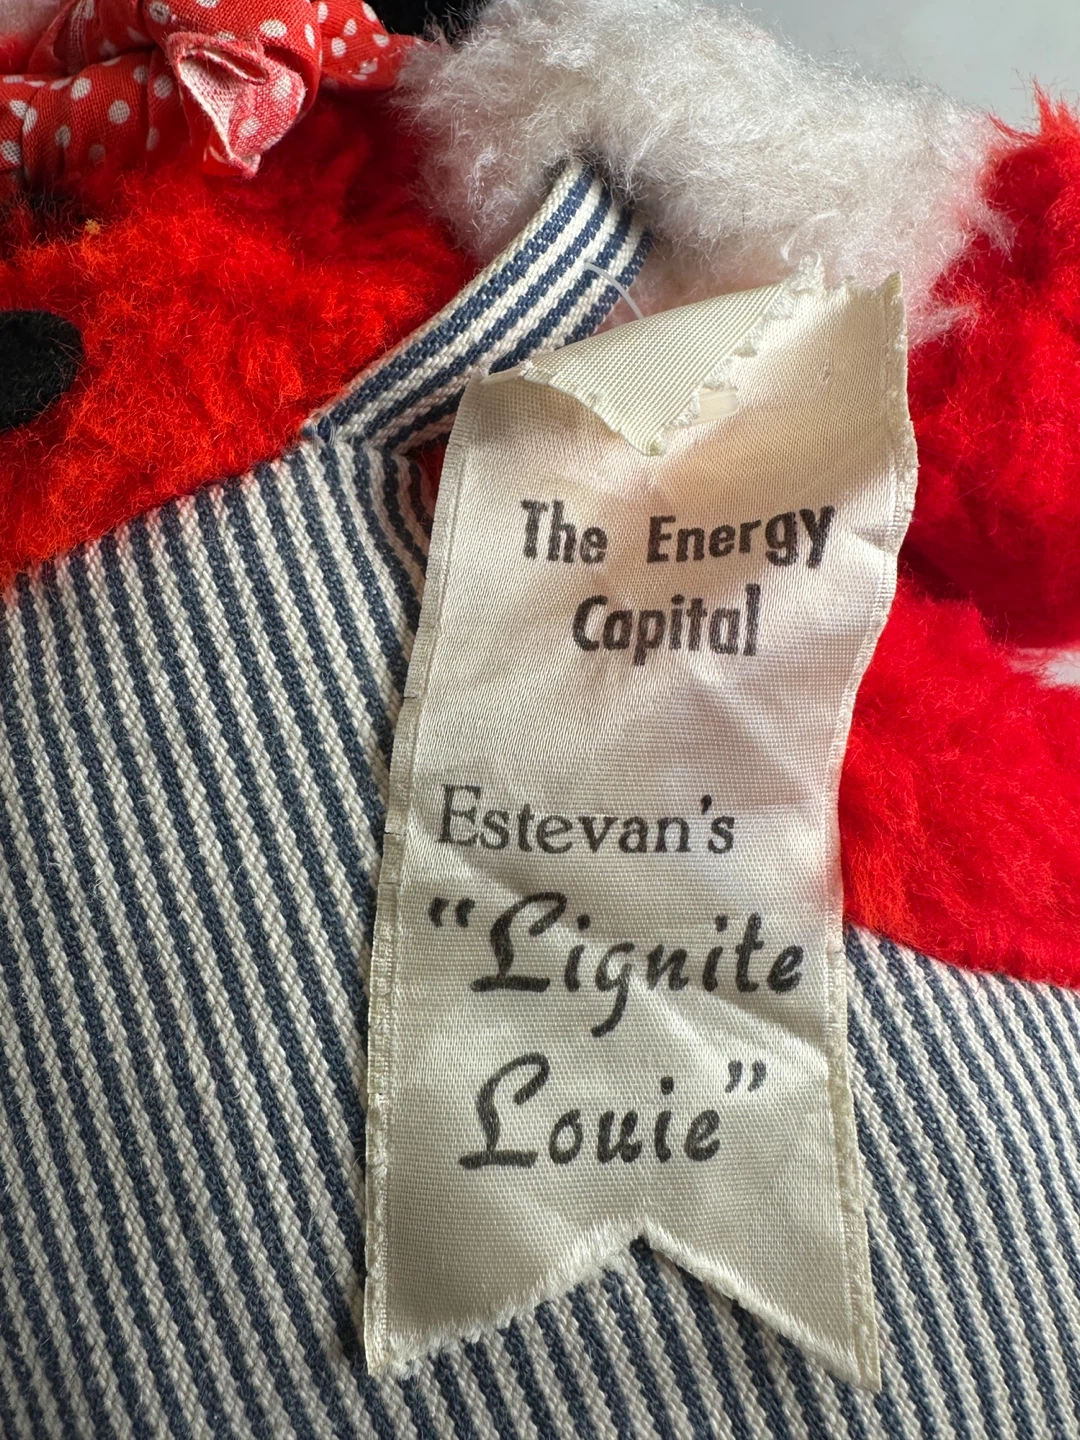 The Energy
Capital
Estevan's
"Lignite
Louie"